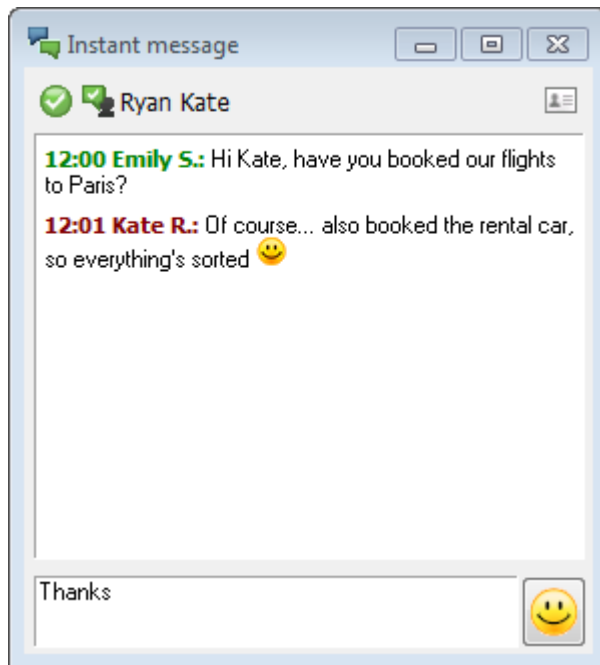 Instant message
Ryan Kate
12:00 Emily S.: Hi Kate, have you booked our flights
to Paris?
12:01 Kate R.: Of course... also booked the rental car,
so everything's sorted
Thanks